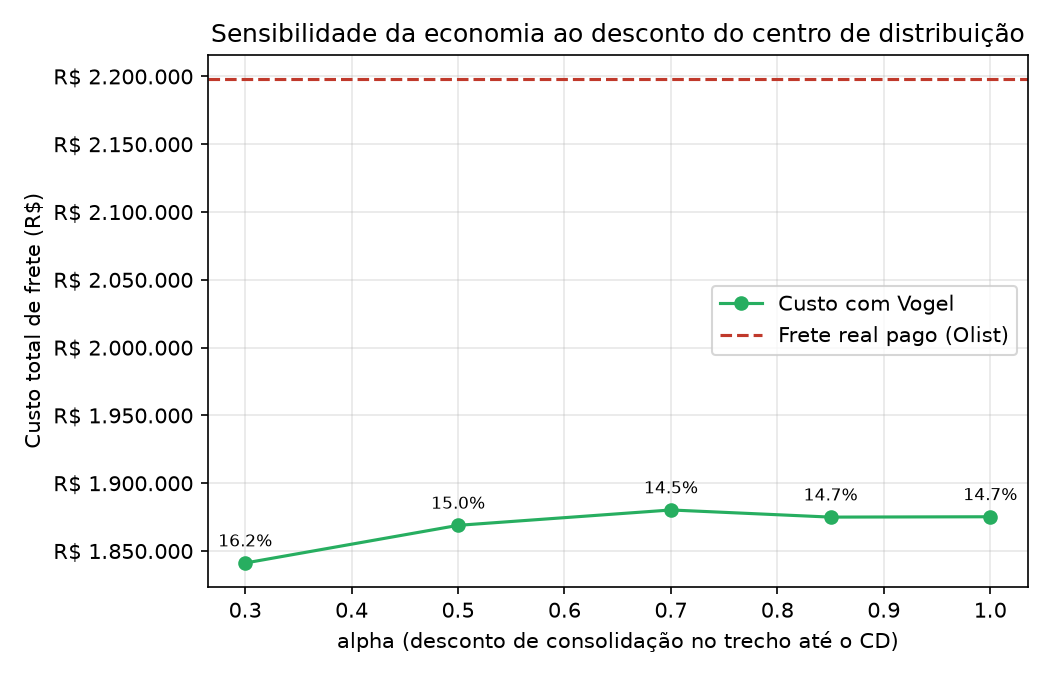 Sensibilidade da economia ao desconto do centro de distribuição
Custo total de frete (R$)
R$ 2.200.000
R$ 2.150.000
R$ 2.100.000
R$ 2.050.000
R$ 2.000.000
R$ 1.950.000
R$ 1.900.000
R$ 1.850.000
Custo com Vogel
Frete real pago (Olist)
16.2%
15.0%
14.5%
14.7%
14.7%
0.3
0.4
0.5
0.6
0.7
0.8
0.9
1.0
alpha (desconto de consolidação no trecho até o CD)